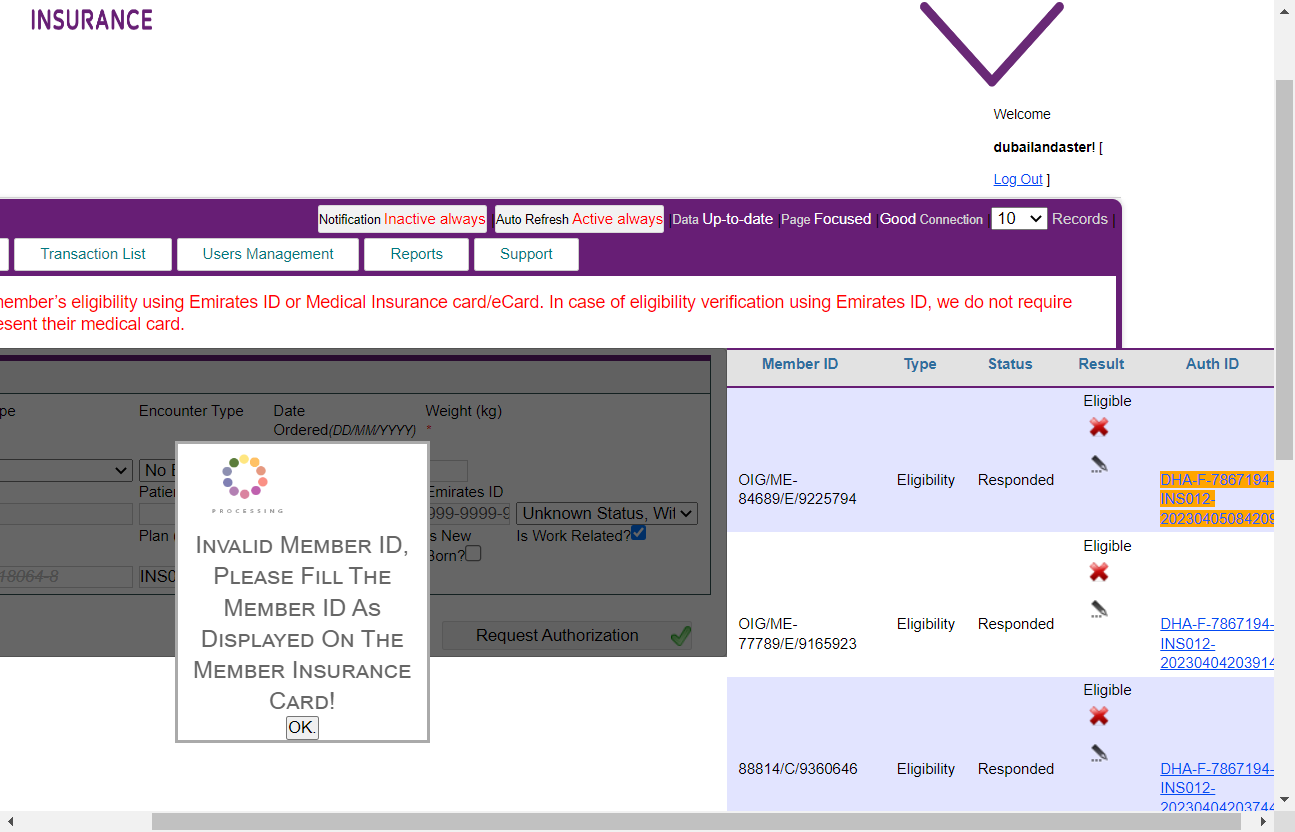 INSURANCE
Welcome
dubailandaster! [
Log Out ]
Notification Inactive always | Auto Refresh Active always |Data Up-to-date |Page Focused |Good Connection | 10 Records |
Transaction List Users Management Reports Support
member's eligibility using Emirates ID or Medical Insurance card/eCard. In case of eligibility verification using Emirates ID, we do not require
esent their medical card.
pe Encounter Type Date Weight (kg)
Ordered(DD/MM/YYYY) *
No E
Patien Emirates ID
999-9999-9 Unknown Status, Wit
Plan Is New Is Work Related?
Born?
18064-8 INS0
Request Authorization
PROCESSING
Invalid Member ID,
Please Fill The
Member ID As
Displayed On The
Member Insurance
Card!
OK.
Member ID Type Status Result Auth ID
Eligible
OIG/ME- Eligibility Responded DHA-F-7867194-
84689/E/9225794 INS012-
20230405084209
Eligible
OIG/ME- Eligibility Responded DHA-F-7867194-
77789/E/9165923 INS012-
20230404203914
Eligible
88814/C/9360646 Eligibility Responded DHA-F-7867194-
INS012-
20230404203744